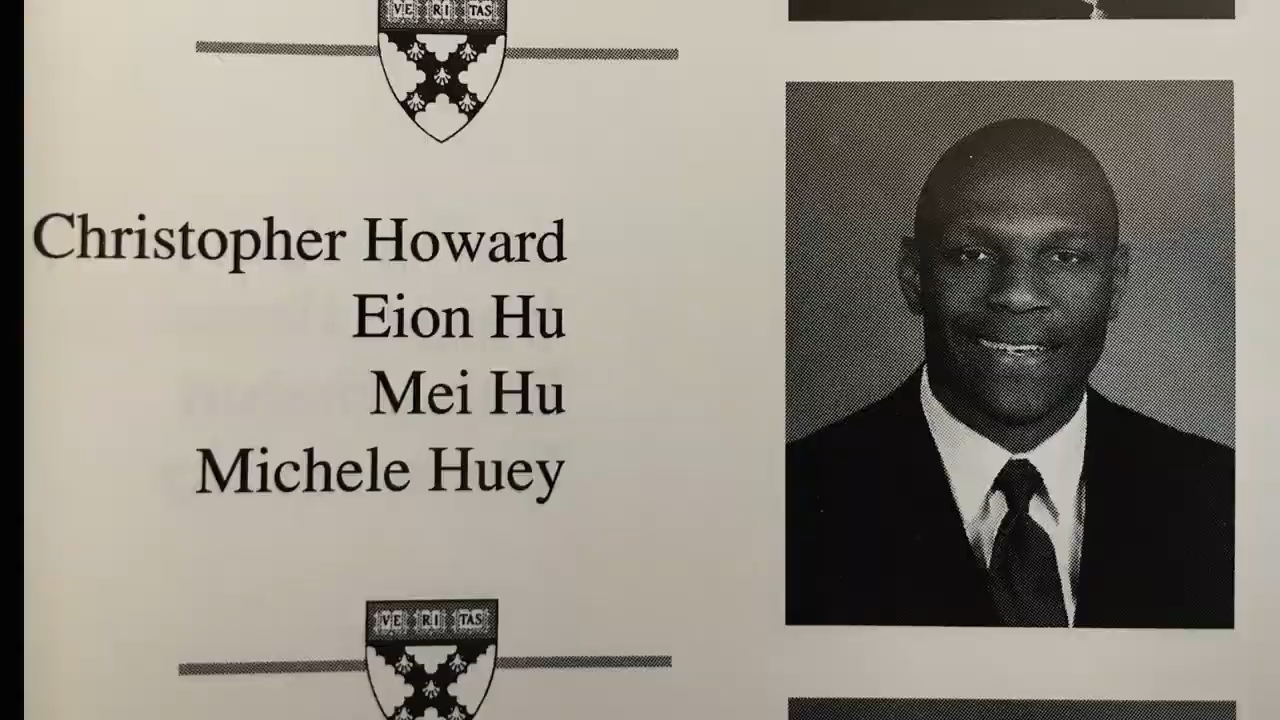 VE RI TAS
Christopher Howard
Eion Hu
Mei Hu
Michele Huey
VE RI TAS